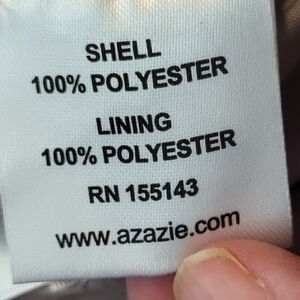 SHELL
100% POLYESTER
LINING
100% POLYESTER
RN 155143
www.azazie.com